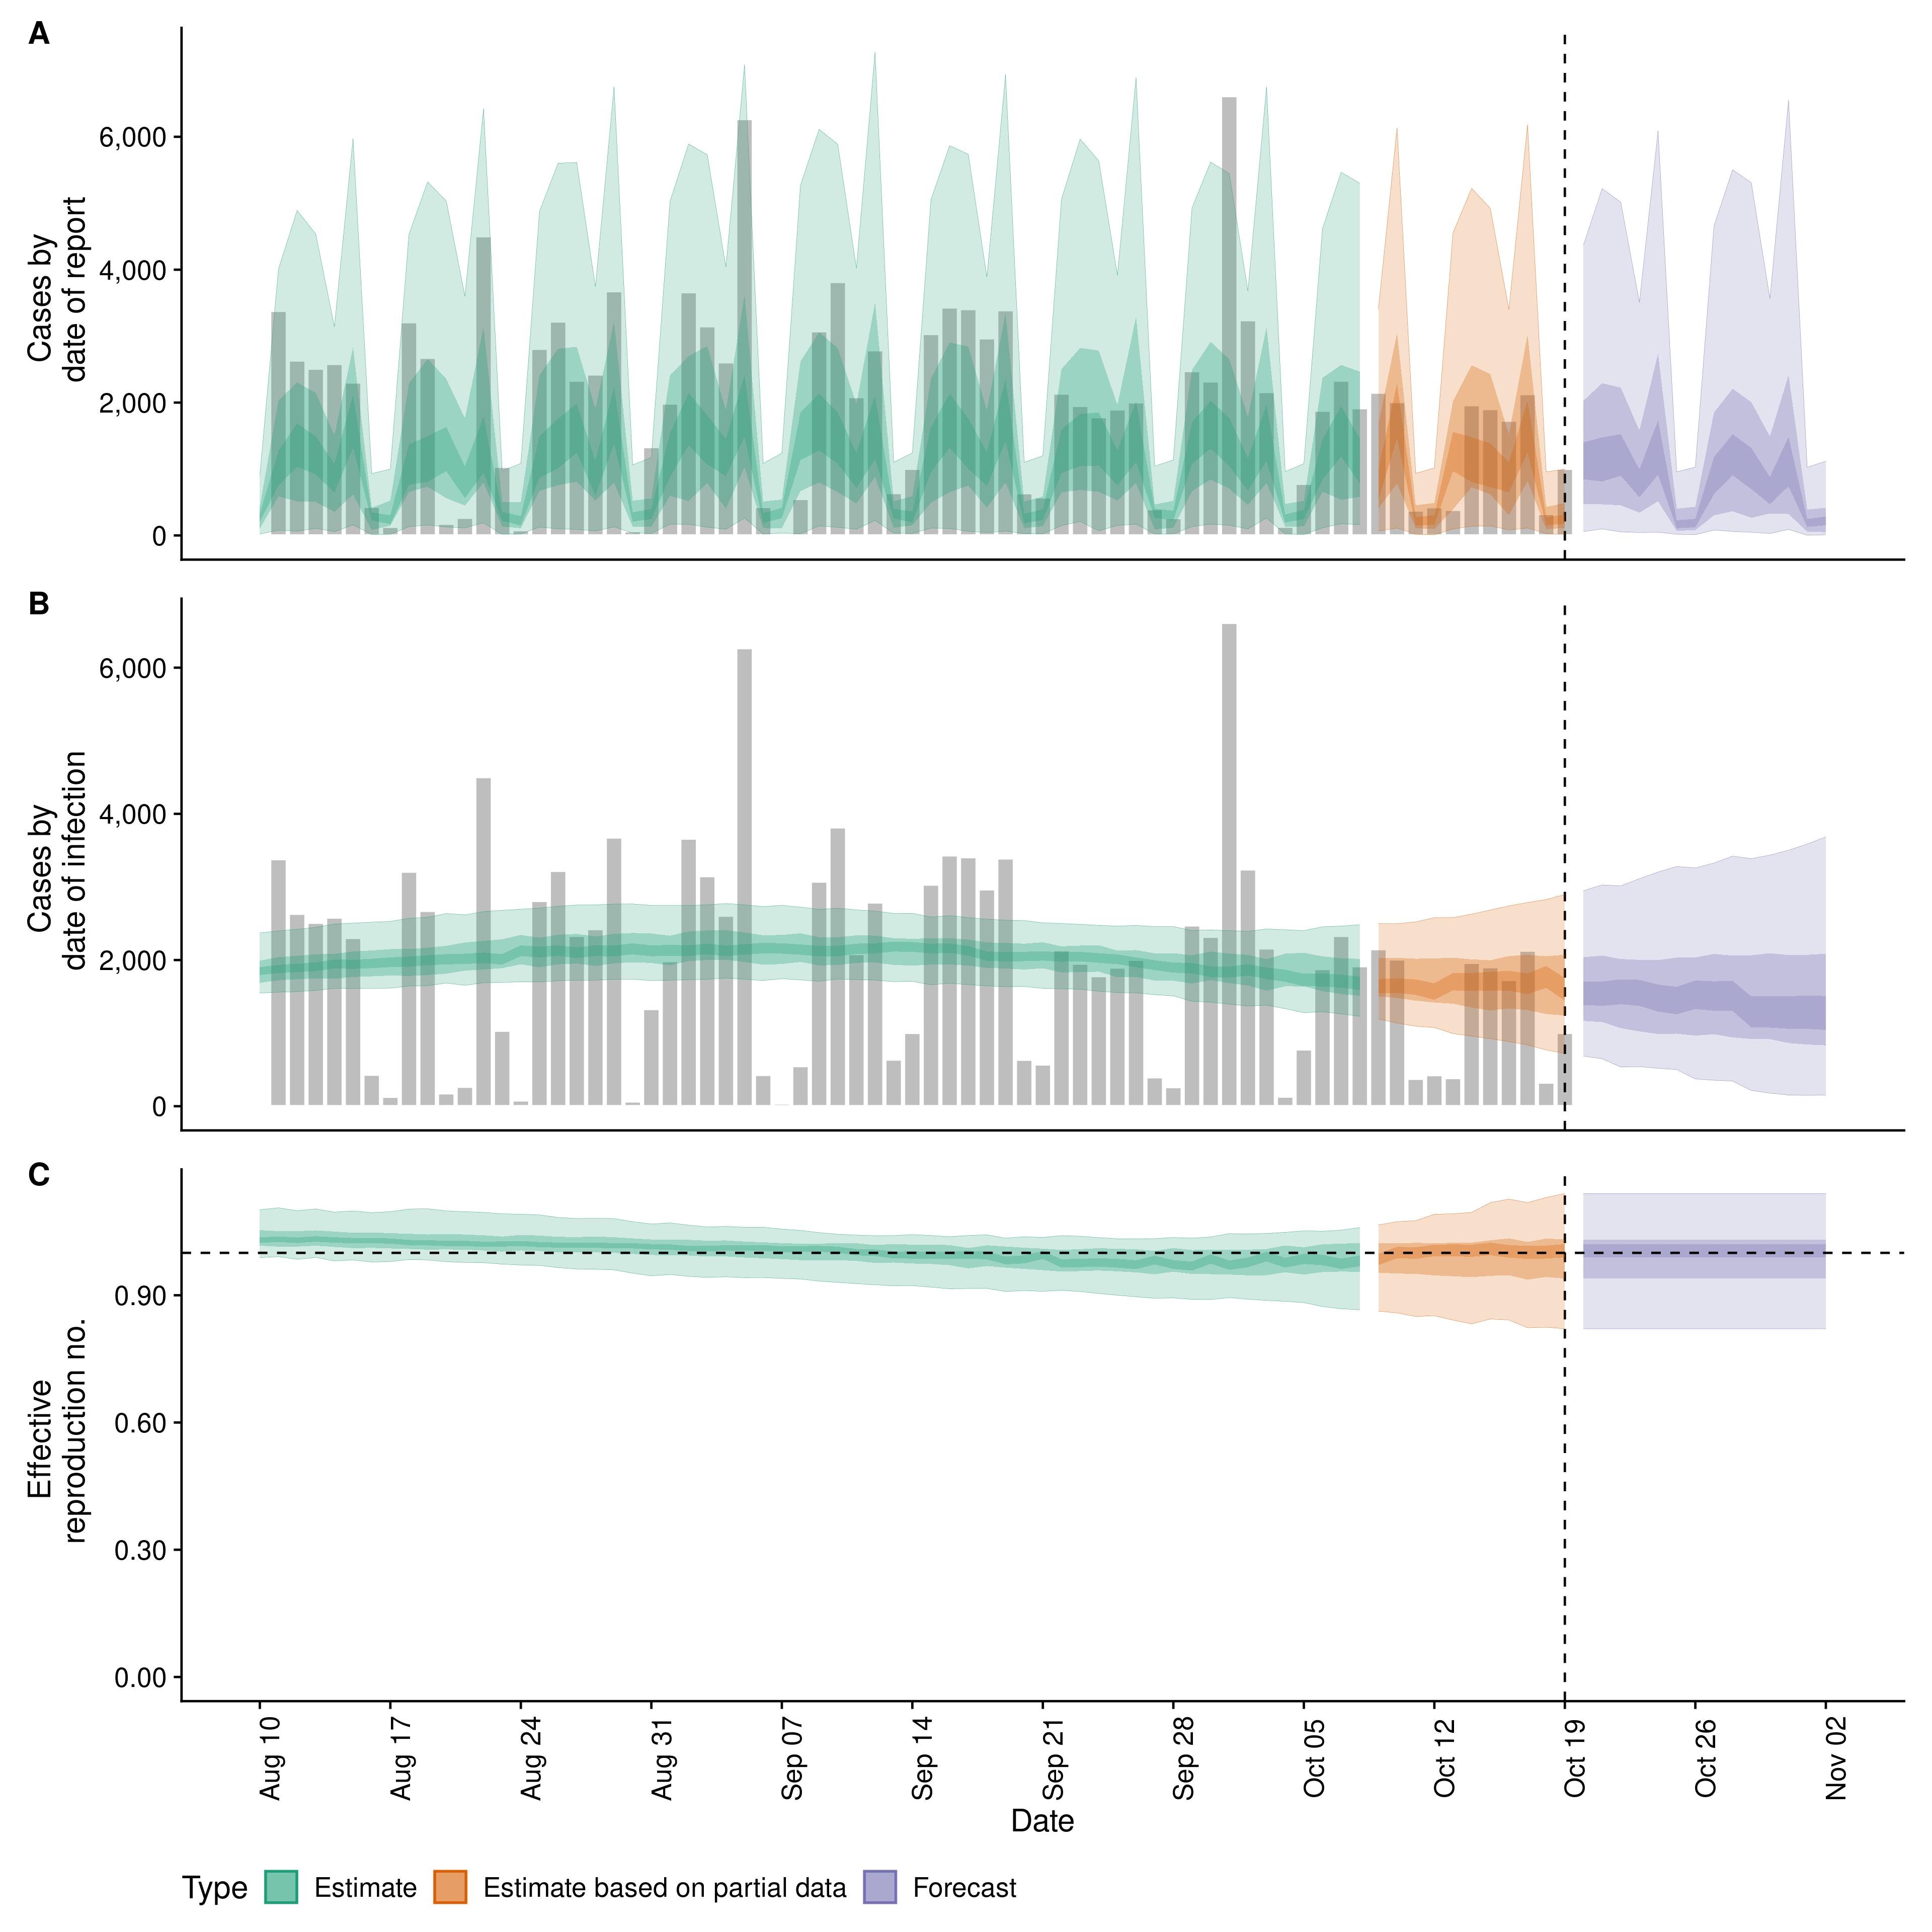 A
Cases by
date of report
6,000
4,000
2,000
0
B
Cases by
date of infection
6,000
4,000
2,000
0
C
Effective
reproduction no.
0.90
0.60
0.30
0.00
Aug 10
Aug 17
Aug 24
Aug 31
Sep 07
Sep 14
Sep 21
Sep 28
Oct 05
Oct 12
Oct 19
Oct 26
Nov 02
Date
Type Estimate Estimate based on partial data Forecast